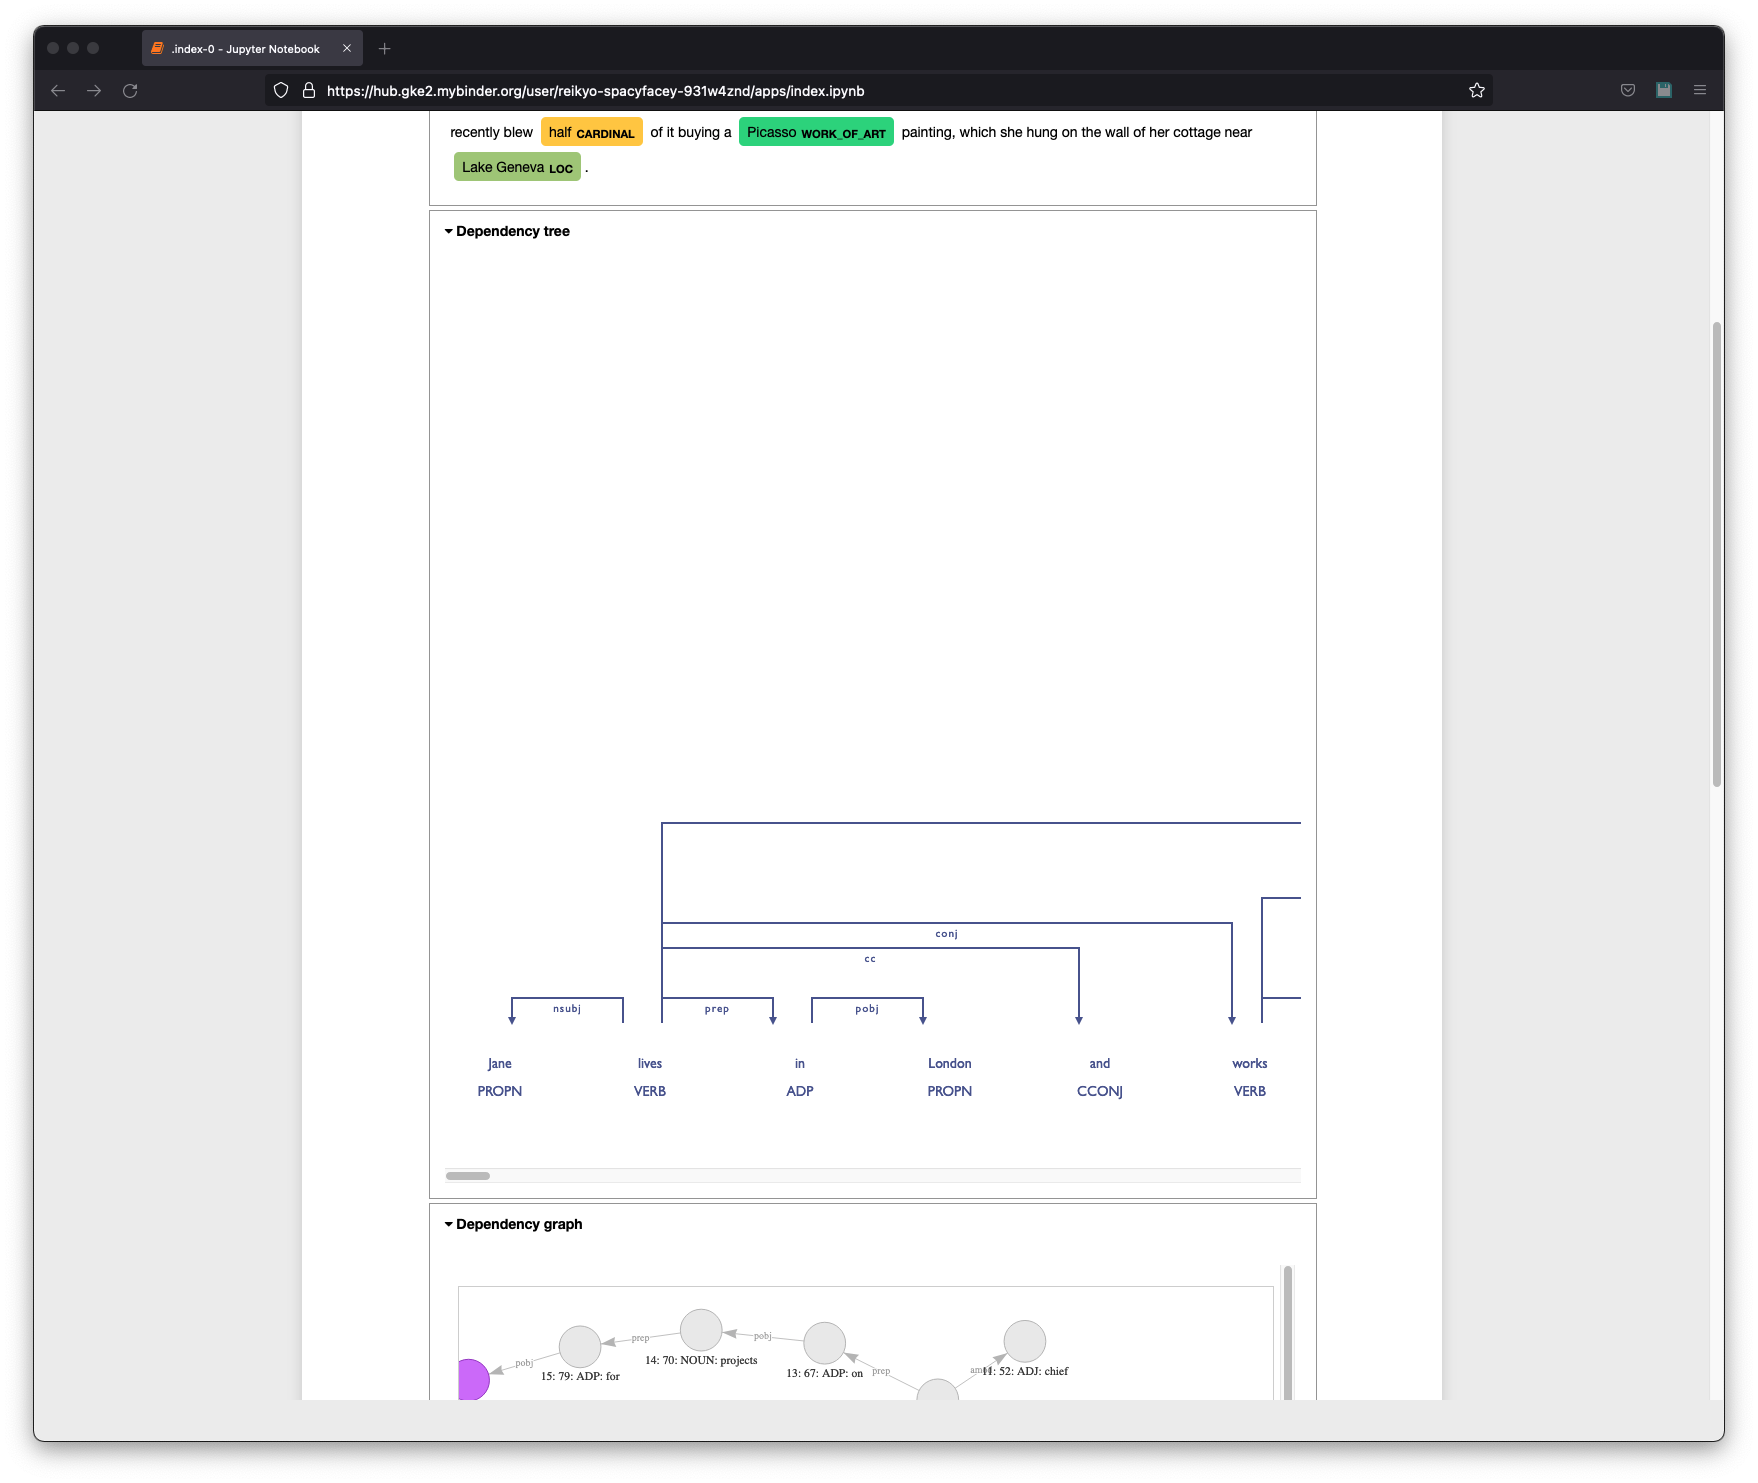 .index-0 - Jupyter Notebook
https://hub.gke2.mybinder.org/user/reikyo-spacyfacey-931w4znd/apps/index.ipynb
recently blew half CARDINAL of it buying a Picasso WORK_OF_ART painting, which she hung on the wall of her cottage near
Lake Geneva LOC .
Dependency tree
conj
cc
nsubj prep pobj
Jane lives in London and works
PROPN VERB ADP PROPN CCONJ VERB
Dependency graph
prep pobj
14: 70: NOUN: projects
pobj
15: 79: ADP: for 13: 67: ADP: on prep 11: 52: ADJ: chief